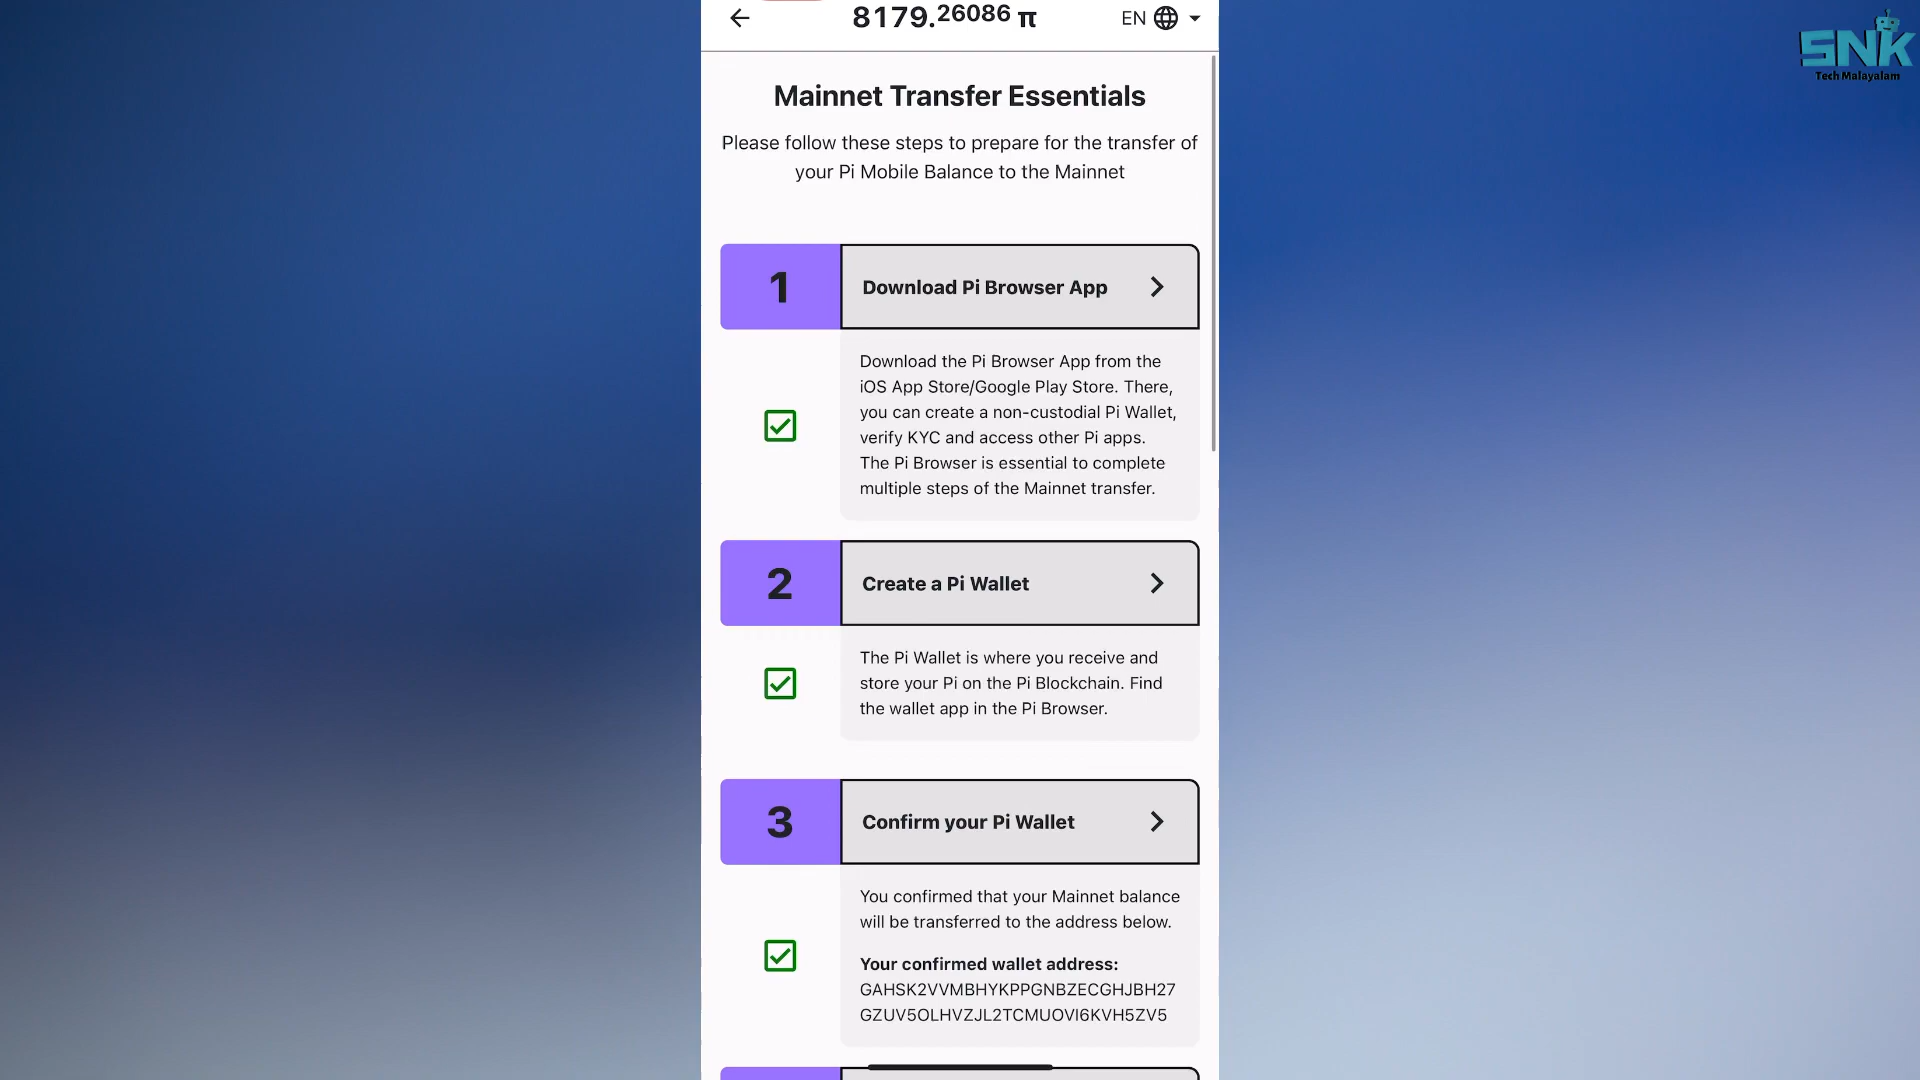 8179.26086 π
EN
SNK
Tech Malayalam
Mainnet Transfer Essentials
Please follow these steps to prepare for the transfer of
your Pi Mobile Balance to the Mainnet
1
Download Pi Browser App
Download the Pi Browser App from the
iOS App Store/Google Play Store. There,
you can create a non-custodial Pi Wallet,
verify KYC and access other Pi apps.
The Pi Browser is essential to complete
multiple steps of the Mainnet transfer.
2
Create a Pi Wallet
The Pi Wallet is where you receive and
store your Pi on the Pi Blockchain. Find
the wallet app in the Pi Browser.
3
Confirm your Pi Wallet
You confirmed that your Mainnet balance
will be transferred to the address below.
Your confirmed wallet address:
GAHSK2VVMBHYKPPGNBZECGHJBH27
GZUV5OLHVZJL2TCMUOVI6KVH5ZV5